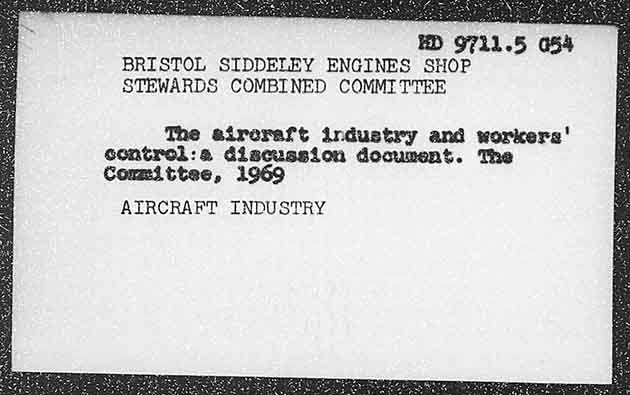 HD 9711.5 G54
BRISTOL SIDDELEY ENGINES SHOP
STEWARDS COMBINED COMMITTEE
The aircraft industry and workers'
control:a discussion document. The
Committee, 1969
AIRCRAFT INDUSTRY